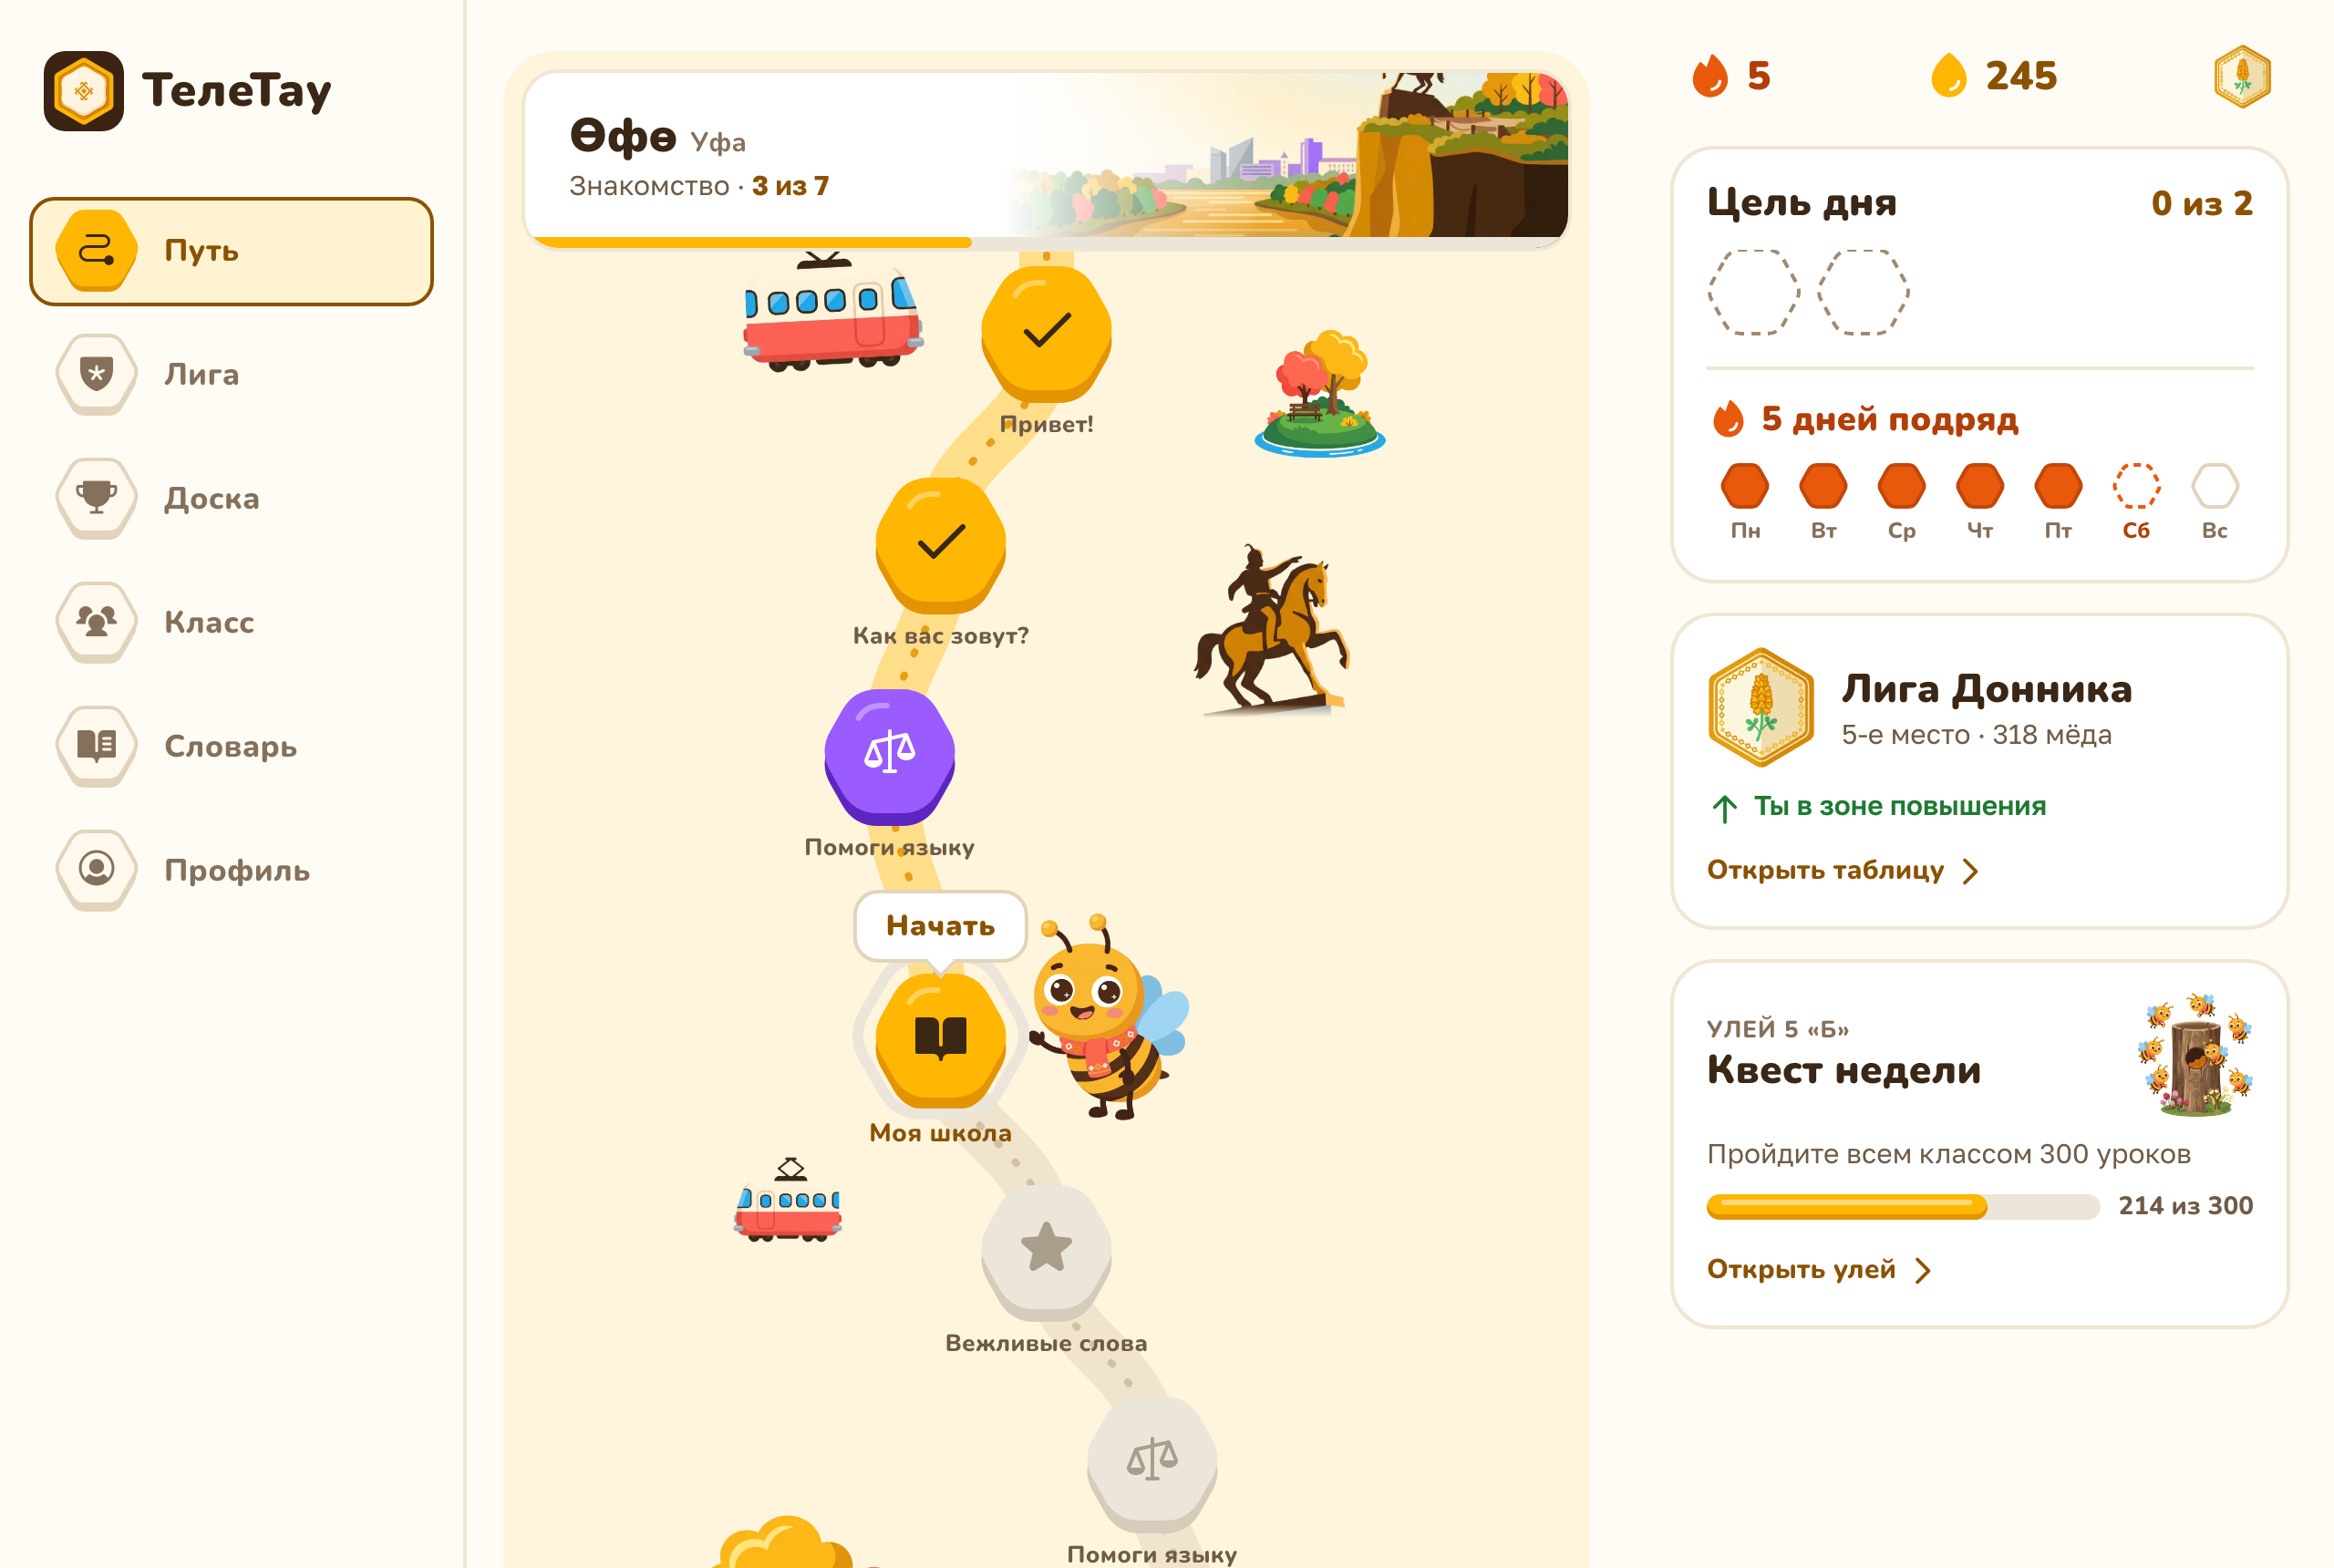 ТелеТау
Путь
Лига
Доска
Класс
Словарь
Профиль
Өфө Уфа
Знакомство · 3 из 7
Привет!
Как вас зовут?
Помоги языку
Начать
Моя школа
Вежливые слова
Помоги языку
5
245
Цель дня 0 из 2
5 дней подряд
Пн Вт Ср Чт Пт Сб Вс
Лига Донника
5-е место · 318 мёда
Ты в зоне повышения
Открыть таблицу
УЛЕЙ 5 «Б»
Квест недели
Пройдите всем классом 300 уроков
214 из 300
Открыть улей